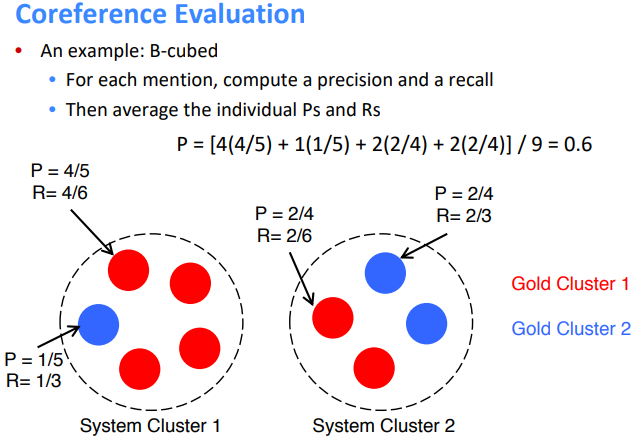 Coreference Evaluation
• An example: B-cubed
• For each mention, compute a precision and a recall
• Then average the individual Ps and Rs
P = [4(4/5) + 1(1/5) + 2(2/4) + 2(2/4)] / 9 = 0.6
P = 4/5
R= 4/6
P = 2/4
R= 2/6
P = 2/4
R= 2/3
Gold Cluster 1
Gold Cluster 2
P = 1/5
R= 1/3
System Cluster 1
System Cluster 2